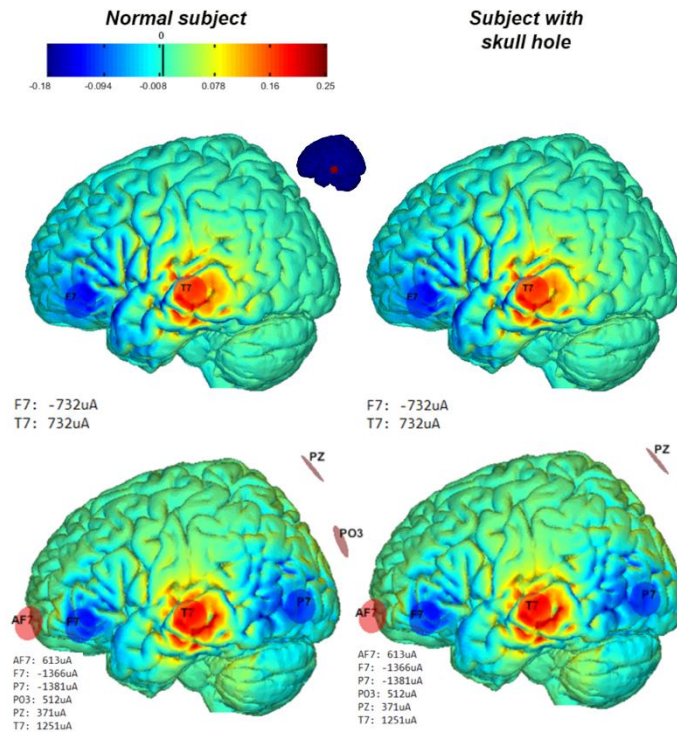 Normal subject
Subject with
skull hole
0
-0.18 -0.094 -0.008 0.078 0.16 0.25
F7 T7
F7 T7
F7: -732uA
T7: 732uA
F7: -732uA
T7: 732uA
PZ
PO3
AF7 F7 T7 P7
AF7: 613uA
F7: -1366uA
P7: -1381uA
PO3: 512uA
PZ: 371uA
T7: 1251uA
PZ
AF7 F7 T7 P7
AF7: 613uA
F7: -1366uA
P7: -1381uA
PO3: 512uA
PZ: 371uA
T7: 1251uA